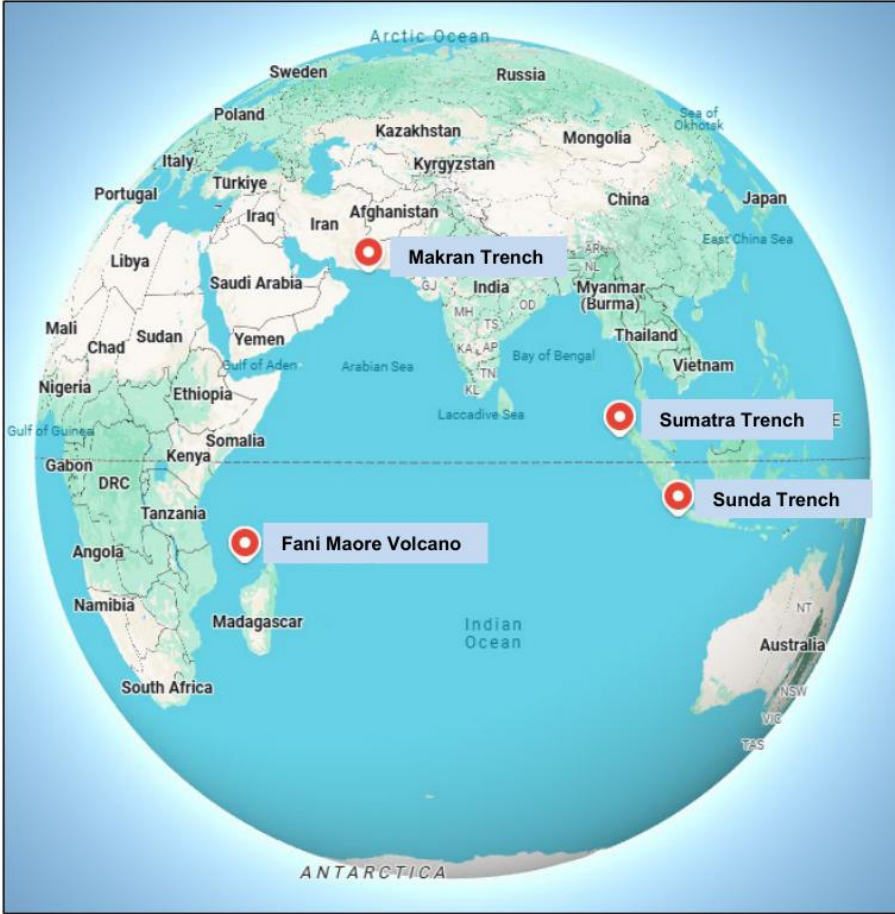 Arctic Ocean
Sweden
Russia
Poland
Sea of
Okhotsk
Kazakhstan
Mongolia
Italy
Kyrgyzstan
Portugal
Türkiye
China
Japan
Iraq
Iran
Afghanistan
East China Sea
Makran Trench
AR
NL
Libya
Saudi Arabia
GJ
India
Myanmar
(Burma)
MH
OD
TS
Mali
Chad
Sudan
Yemen
KA
AP
Thailand
Gulf of Aden
Arabian Sea
Bay of Bengal
Vietnam
TN
Nigeria
Ethiopia
KL
Laccadive Sea
Sumatra Trench
E
Gulf of Guinea
Somalia
Kenya
Gabon
DRC
Sunda Trench
Tanzania
Fani Maore Volcano
Angola
Namibia
Madagascar
Indian
Ocean
NT
Australia
South Africa
NSW
VIC
TAS
ANTARCTICA